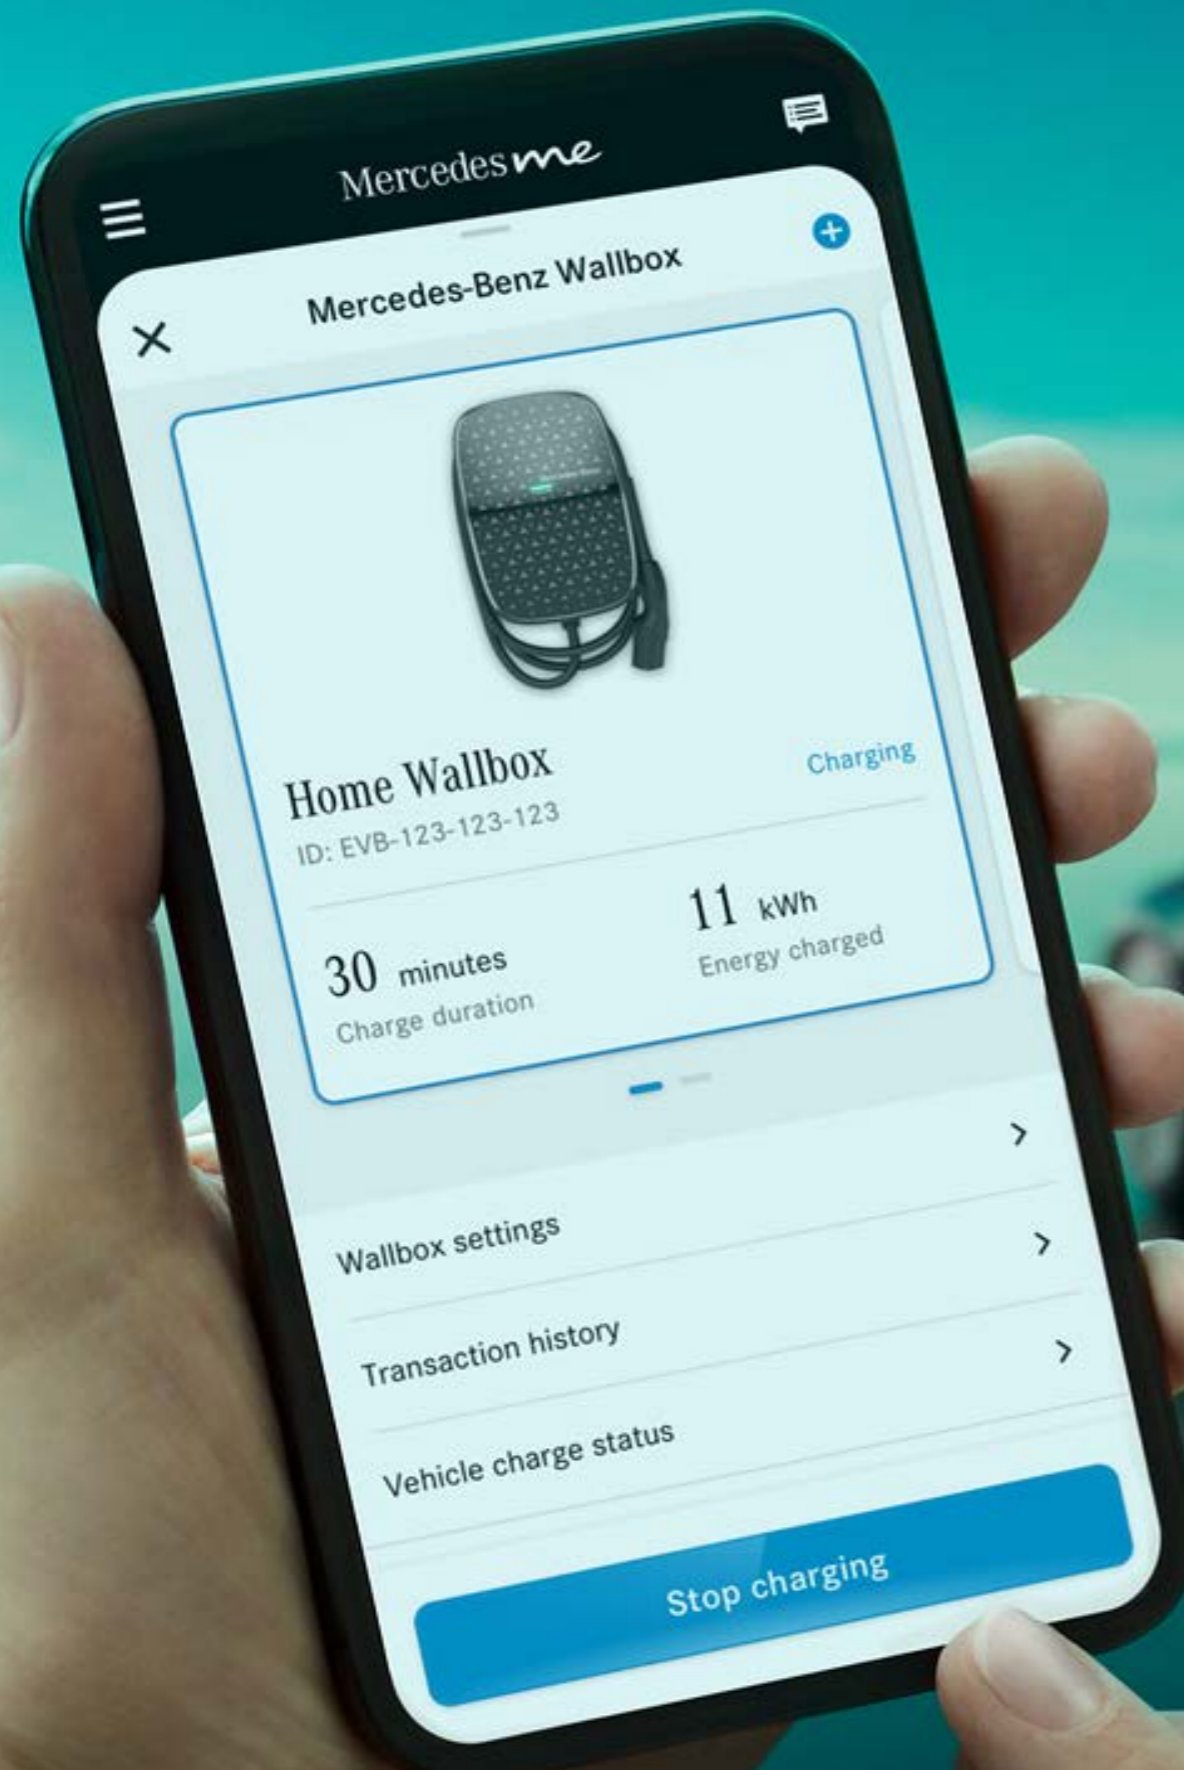 Mercedes me
Mercedes-Benz Wallbox
Home Wallbox
Charging
ID: EVB-123-123-123
30 minutes
11 kWh
Charge duration
Energy charged
Wallbox settings
Transaction history
Vehicle charge status
Stop charging